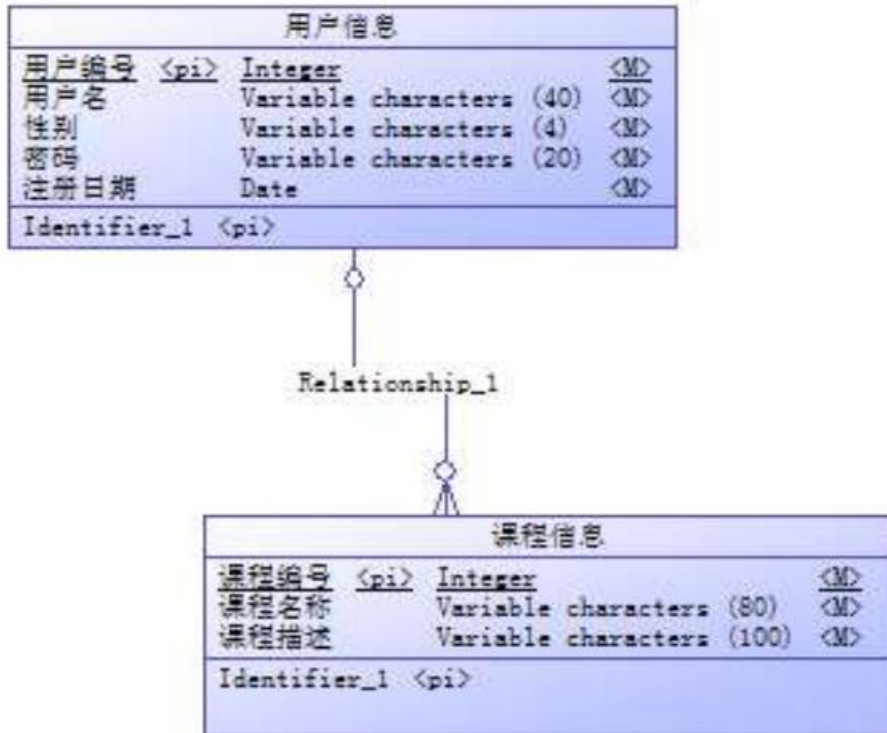 用户信息
用户编号 <pi> Integer <M>
用户名 Variable characters (40) <M>
性别 Variable characters (4) <M>
密码 Variable characters (20) <M>
注册日期 Date <M>
Identifier_1 <pi>
Relationship_1
课程信息
课程编号 <pi> Integer <M>
课程名称 Variable characters (80) <M>
课程描述 Variable characters (100) <M>
Identifier_1 <pi>